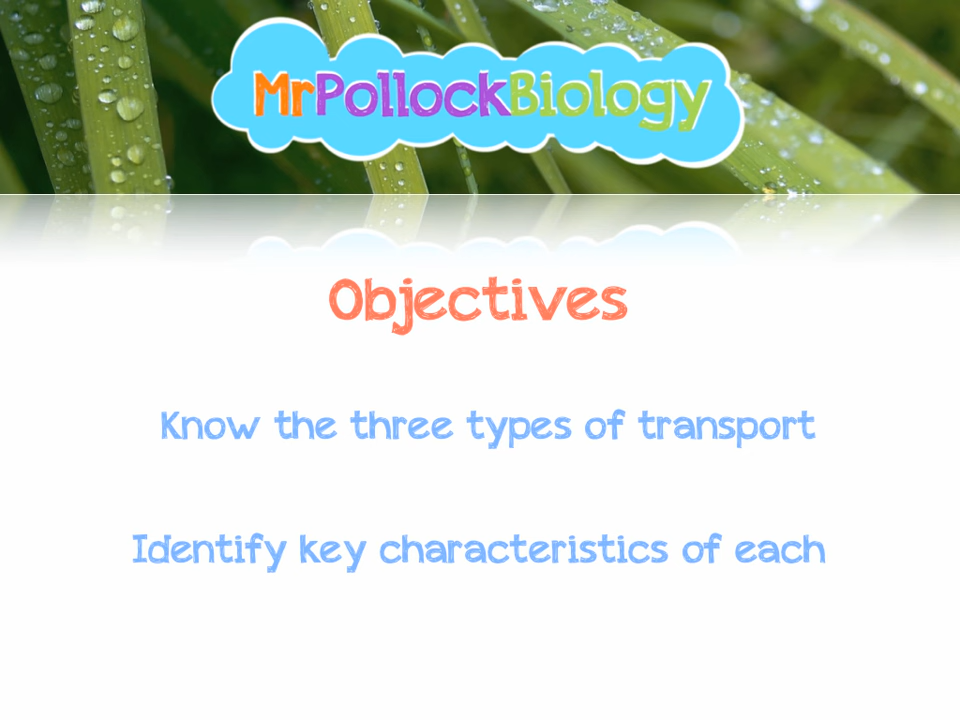 MrPollockBiology
Objectives
Know the three types of transport
Identify key characteristics of each